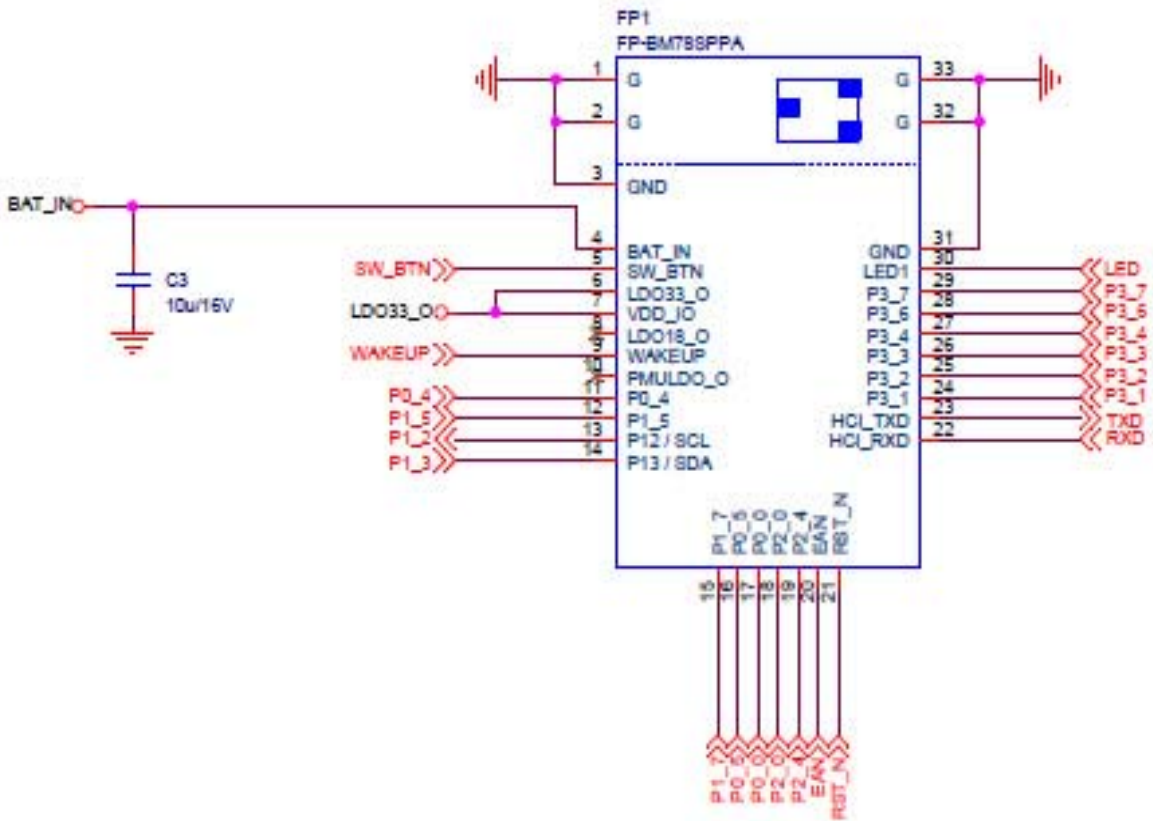 FP1
FP-BM78SPPA
1 G G 33
2 G G 32
3 GND
BAT_IN
4 BAT_IN GND 31
SW_BTN 5 SW_BTN LED1 30 LED
6 LDO33_O P3_7 29 P3_7
LDO33_O 7 VDD_IO P3_6 28 P3_6
8 LDO18_O P3_4 27 P3_4
WAKEUP 9 WAKEUP P3_3 26 P3_3
10 PMULDO_O P3_2 25 P3_2
P0_4 11 P0_4 P3_1 24 P3_1
P1_5 12 P1_5 HCI_TXD 23 TXD
P1_2 13 P12 / SCL HCI_RXD 22 RXD
P1_3 14 P13 / SDA
C3
10u/16V
P1_7
P0_5
P0_0
P2_0
P2_4
EAN
RST_N
15
16
17
18
19
20
21
P1_7
P0_5
P0_0
P2_0
P2_4
EAN
RST_N